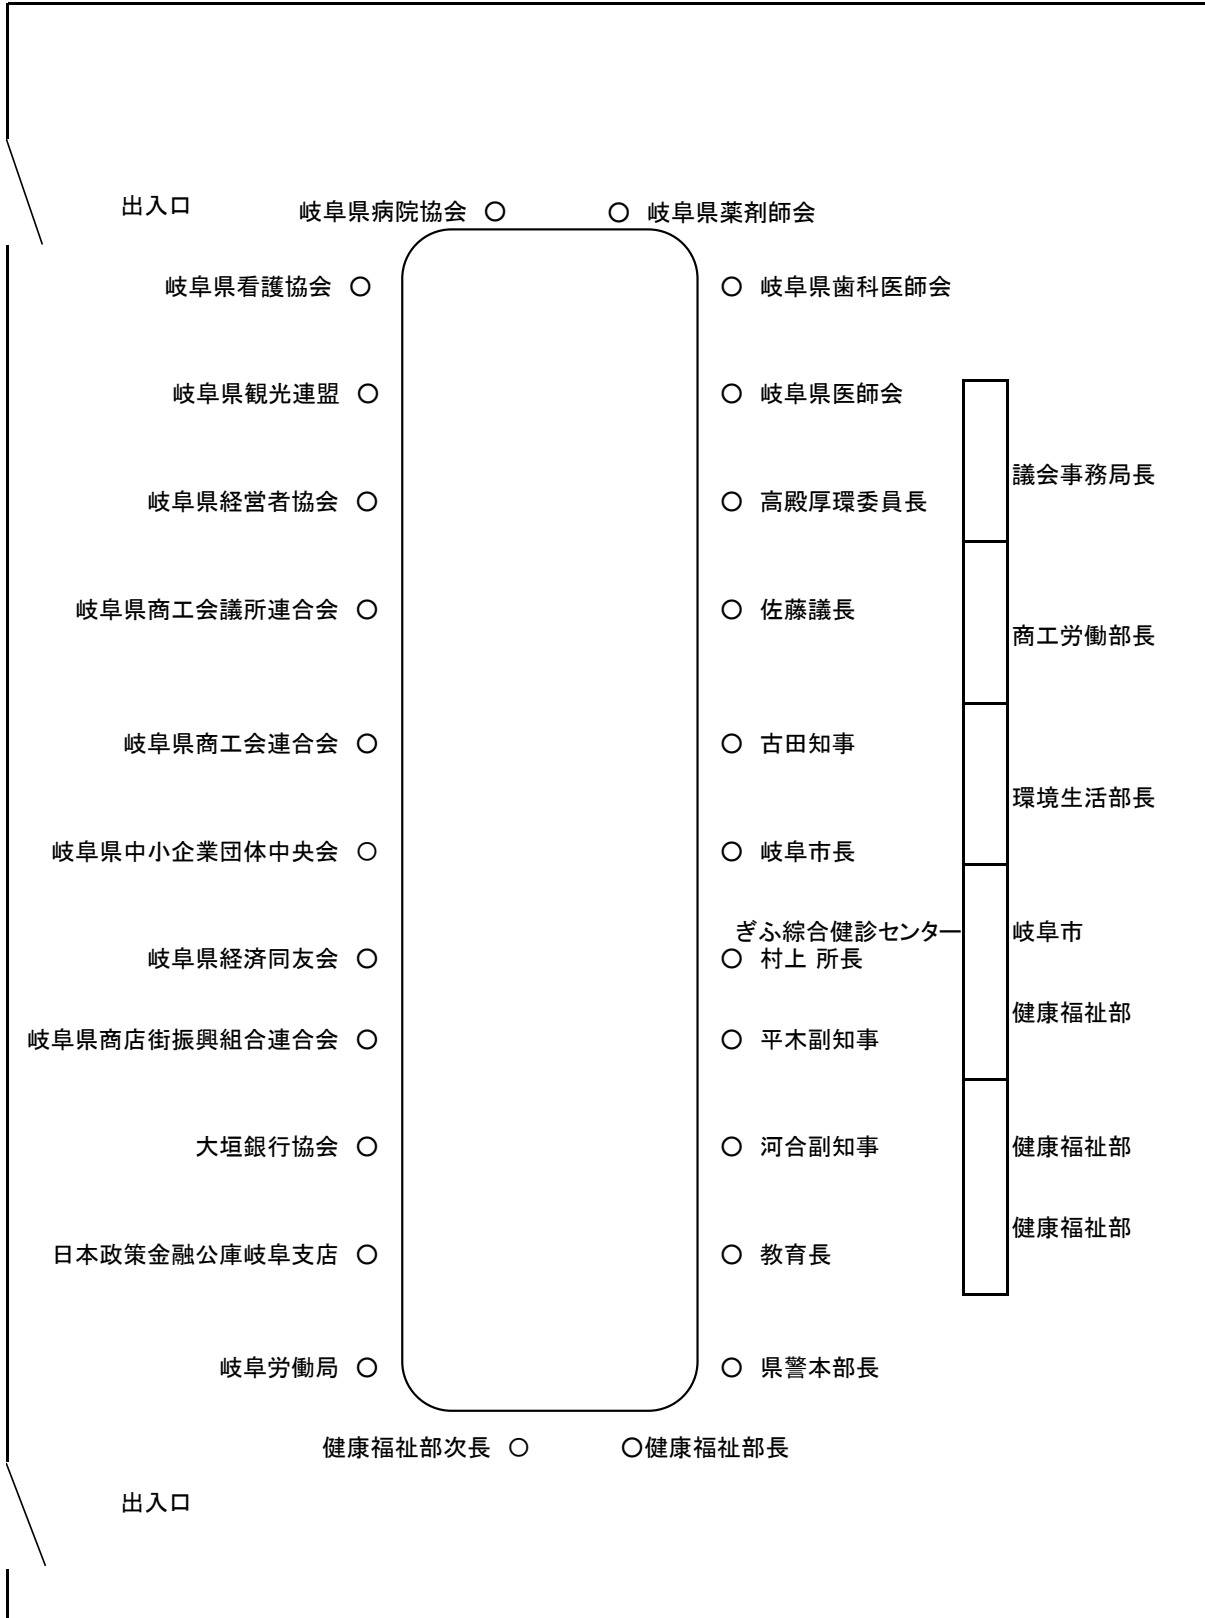 出入口
岐阜県病院協会 ○ ○ 岐阜県薬剤師会
岐阜県看護協会 ○ ○ 岐阜県歯科医師会
岐阜県観光連盟 ○ ○ 岐阜県医師会
議会事務局長
岐阜県経営者協会 ○ ○ 高殿厚環委員長
岐阜県商工会議所連合会 ○ ○ 佐藤議長
商工労働部長
岐阜県商工会連合会 ○ ○ 古田知事
環境生活部長
岐阜県中小企業団体中央会 ○ ○ 岐阜市長
ぎふ綜合健診センター 岐阜市
岐阜県経済同友会 ○ ○ 村上 所長
健康福祉部
岐阜県商店街振興組合連合会 ○ ○ 平木副知事
大垣銀行協会 ○ ○ 河合副知事 健康福祉部
健康福祉部
日本政策金融公庫岐阜支店 ○ ○ 教育長
岐阜労働局 ○ ○ 県警本部長
健康福祉部次長 ○ ○健康福祉部長
出入口